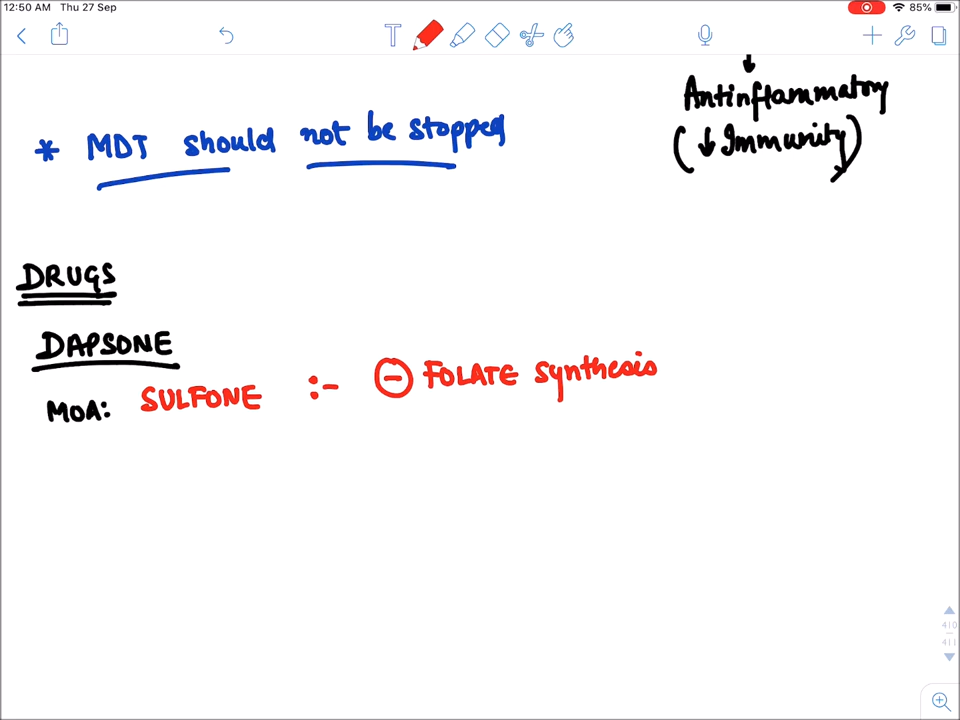 12:50 AM Thu 27 Sep
85%
T
Antinflammatory
(↓ Immunity)
* MDT should not be stopped
DRUGS
DAPSONE
MOA: SULFONE :- ⊖ FOLATE synthesis